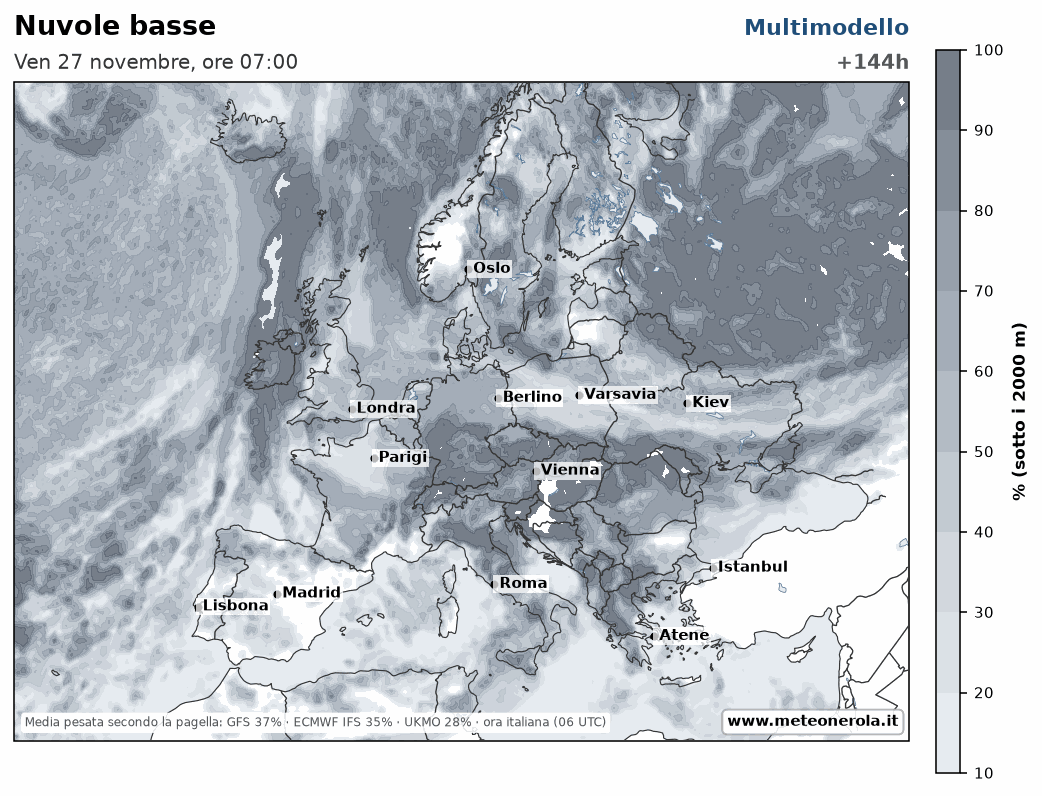 Nuvole basse
Multimodello
Ven 27 novembre, ore 07:00
+144h
100
90
80
70
60
50
40
30
20
10
% (sotto i 2000 m)
Oslo
Londra
Berlino
Varsavia
Kiev
Parigi
Vienna
Istanbul
Roma
Madrid
Lisbona
Atene
Media pesata secondo la pagella: GFS 37% · ECMWF IFS 35% · UKMO 28% · ora italiana (06 UTC)
www.meteonerola.it